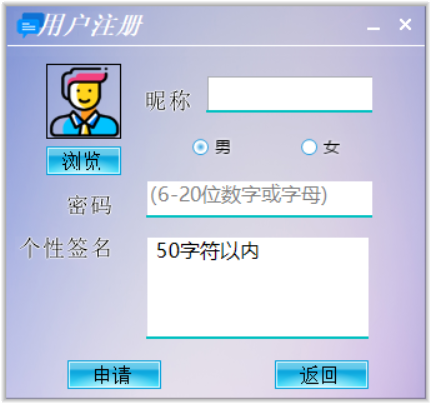 用户注册
昵称
男 女
浏览
密码 (6-20位数字或字母)
个性签名 50字符以内
申请 返回